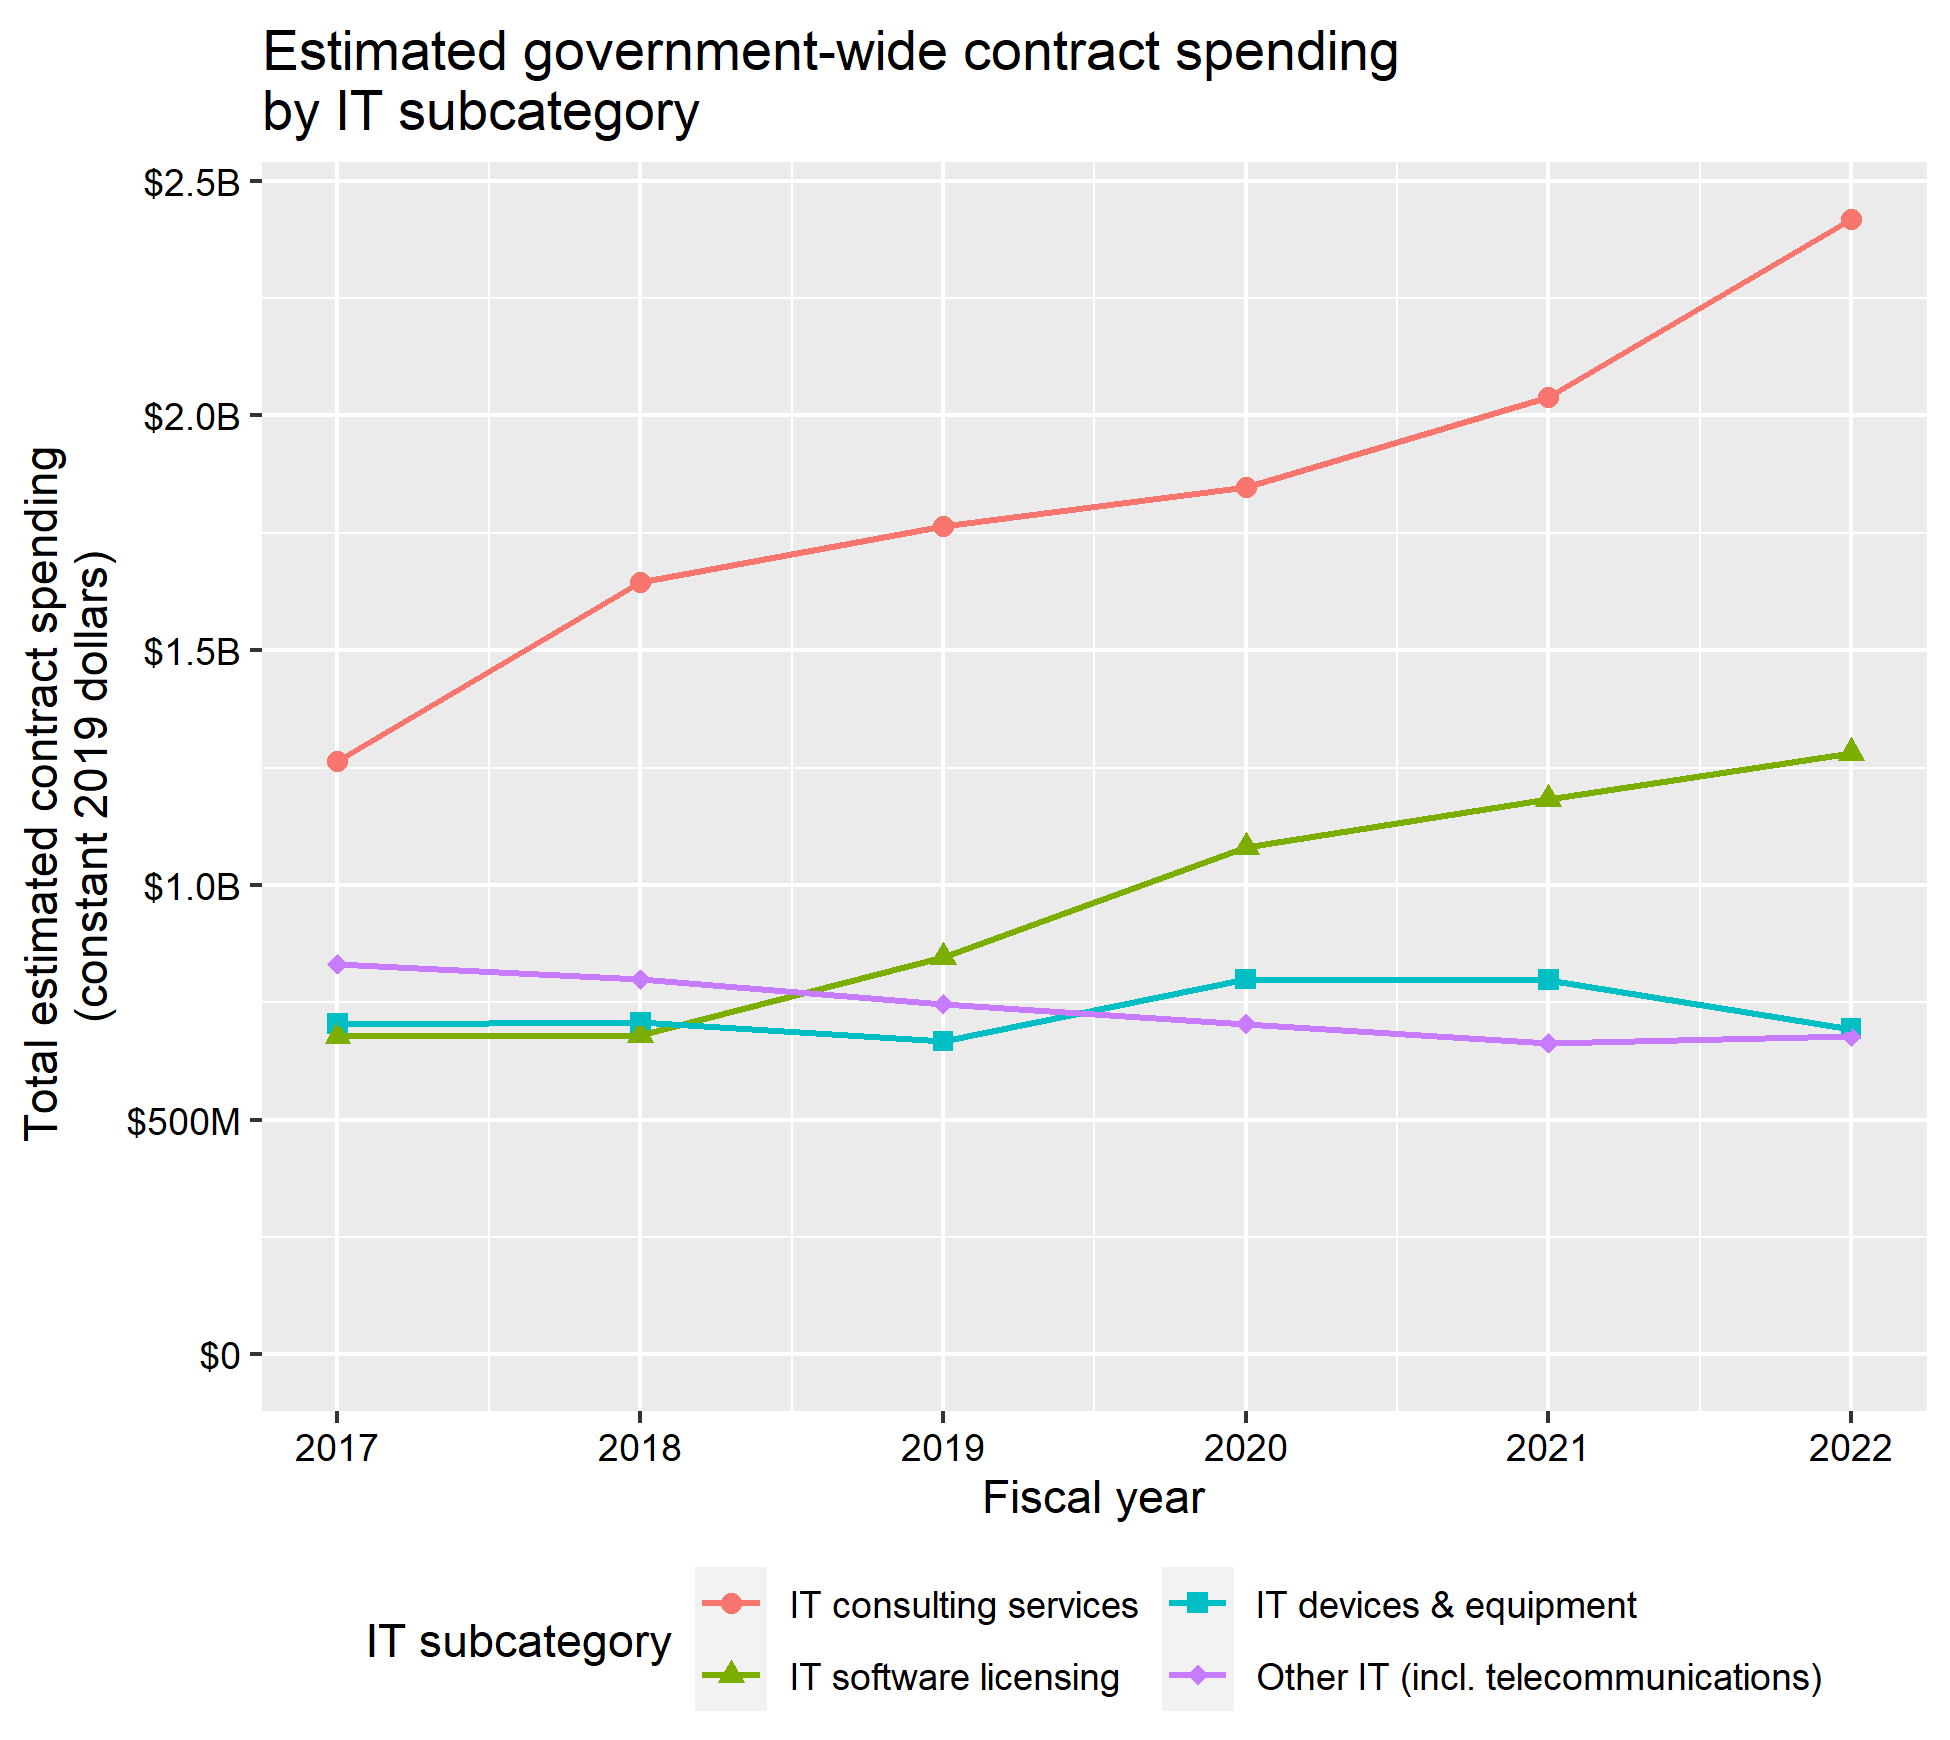 Estimated government-wide contract spending
by IT subcategory
Total estimated contract spending
(constant 2019 dollars)
$2.5B
$2.0B
$1.5B
$1.0B
$500M
$0
2017
2018
2019
2020
2021
2022
Fiscal year
IT subcategory
IT consulting services
IT software licensing
IT devices & equipment
Other IT (incl. telecommunications)